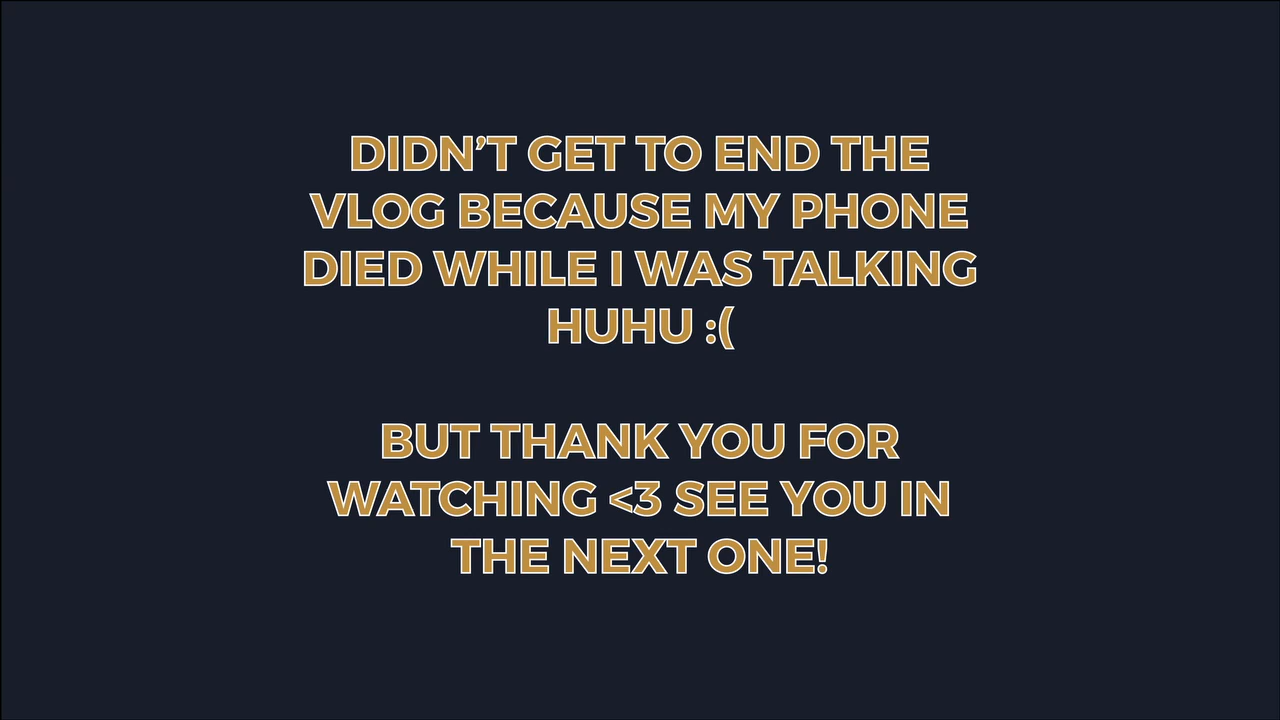 DIDN’T GET TO END THE
VLOG BECAUSE MY PHONE
DIED WHILE I WAS TALKING
HUHU :(
BUT THANK YOU FOR
WATCHING <3 SEE YOU IN
THE NEXT ONE!